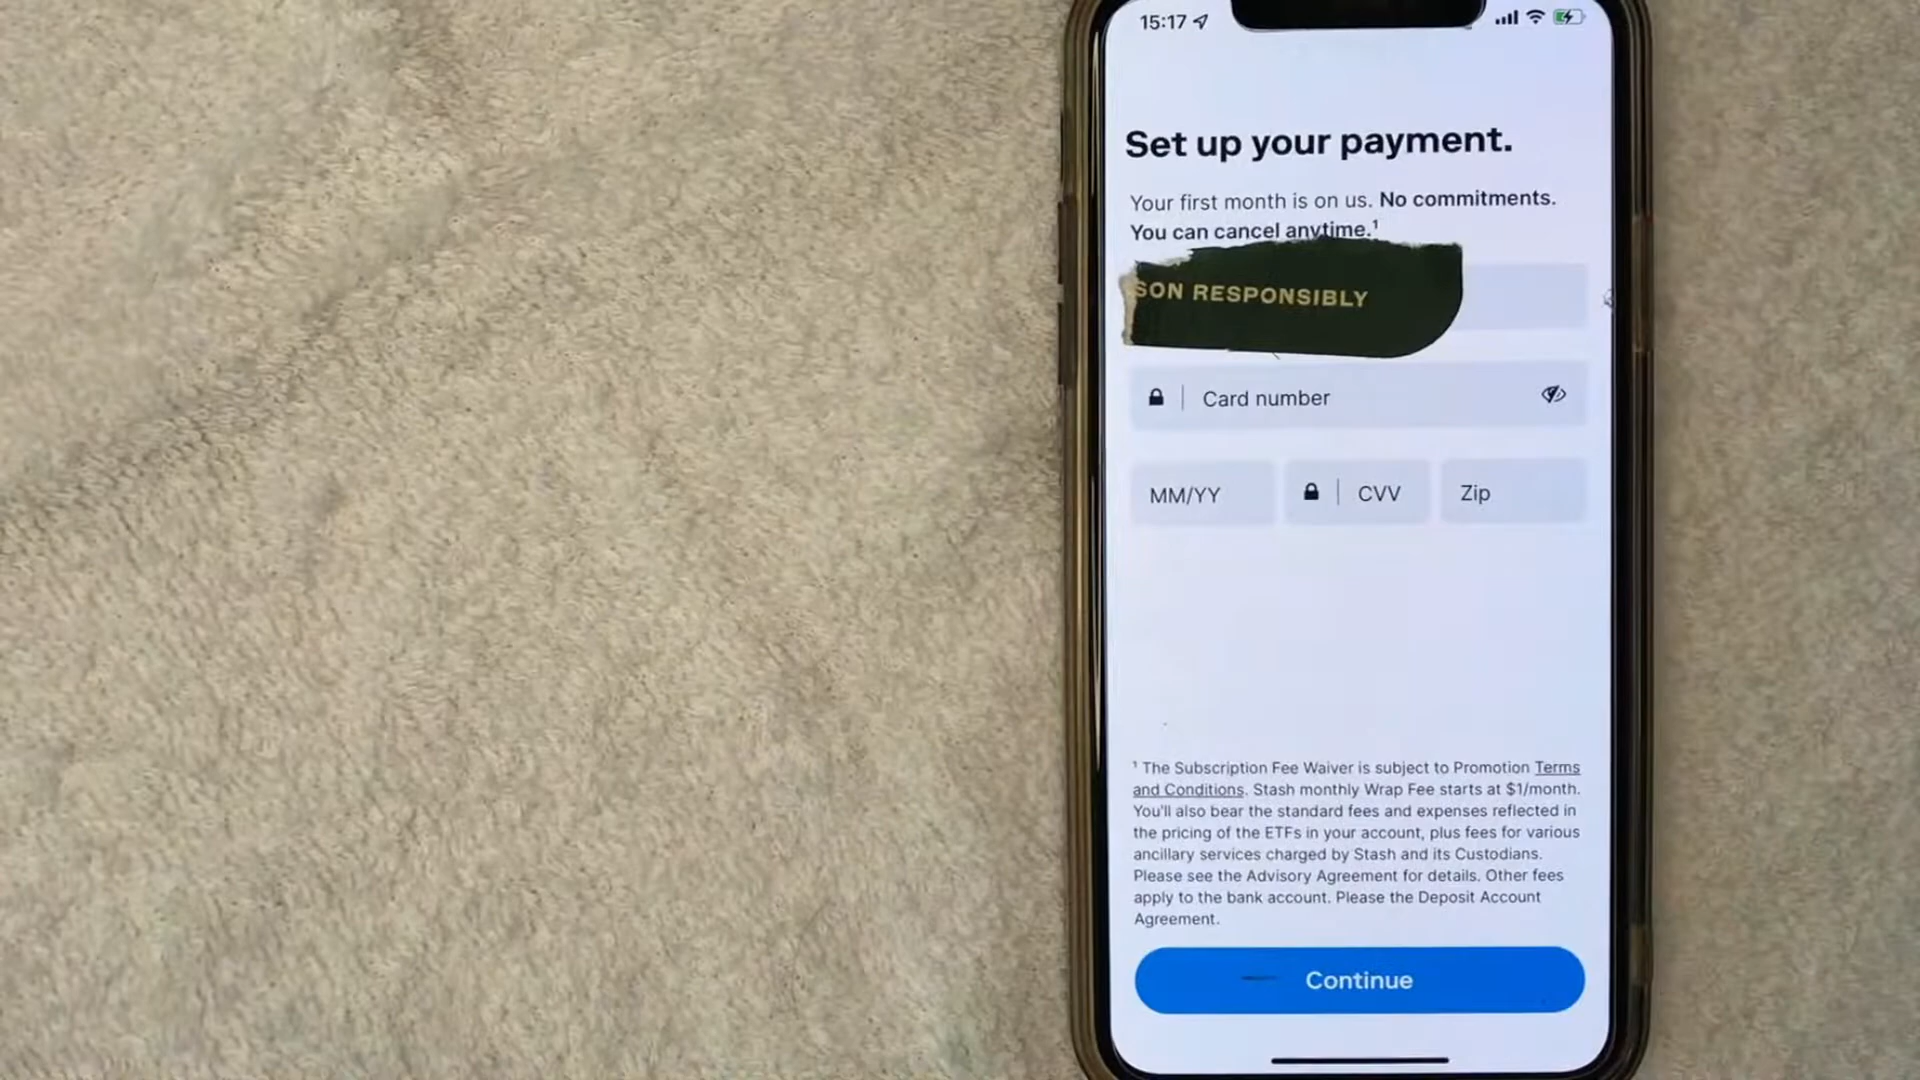 15:17
Set up your payment.
Your first month is on us. No commitments.
You can cancel anytime.¹
SON RESPONSIBLY
Card number
MM/YY CVV Zip
¹ The Subscription Fee Waiver is subject to Promotion Terms
and Conditions. Stash monthly Wrap Fee starts at $1/month.
You'll also bear the standard fees and expenses reflected in
the pricing of the ETFs in your account, plus fees for various
ancillary services charged by Stash and its Custodians.
Please see the Advisory Agreement for details. Other fees
apply to the bank account. Please the Deposit Account
Agreement.
Continue